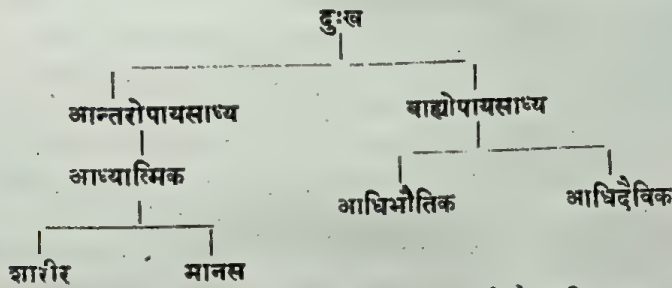 दुःख
आन्तरोपायसाध्य बाह्योपायसाध्य
आध्यात्मिक
आधिभौतिक आधिदैविक
शारीर मानस